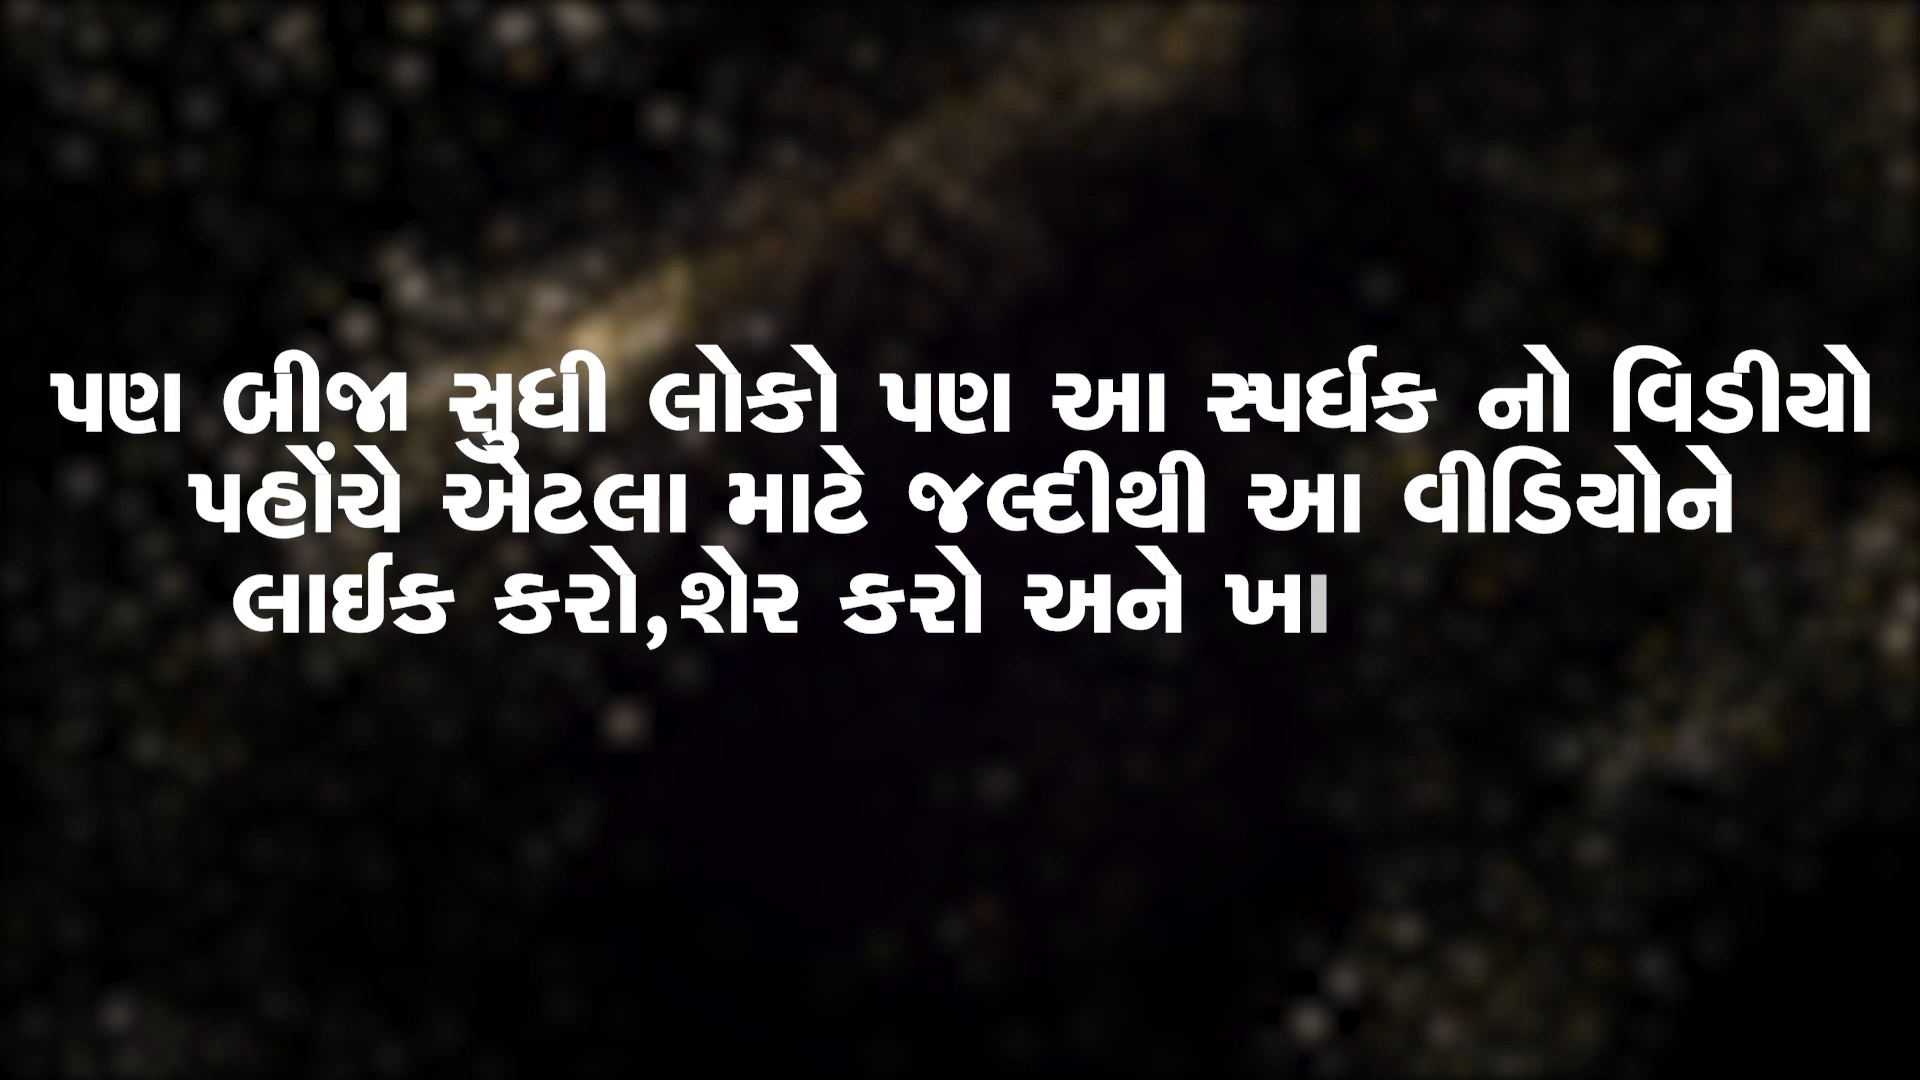 પણ બીજા સુધી લોકો પણ આ સ્પર્ધક નો વિડીયો
પહોંચે એટલા માટે જલ્દીથી આ વીડિયોને
લાઈક કરો,શેર કરો અને ખા